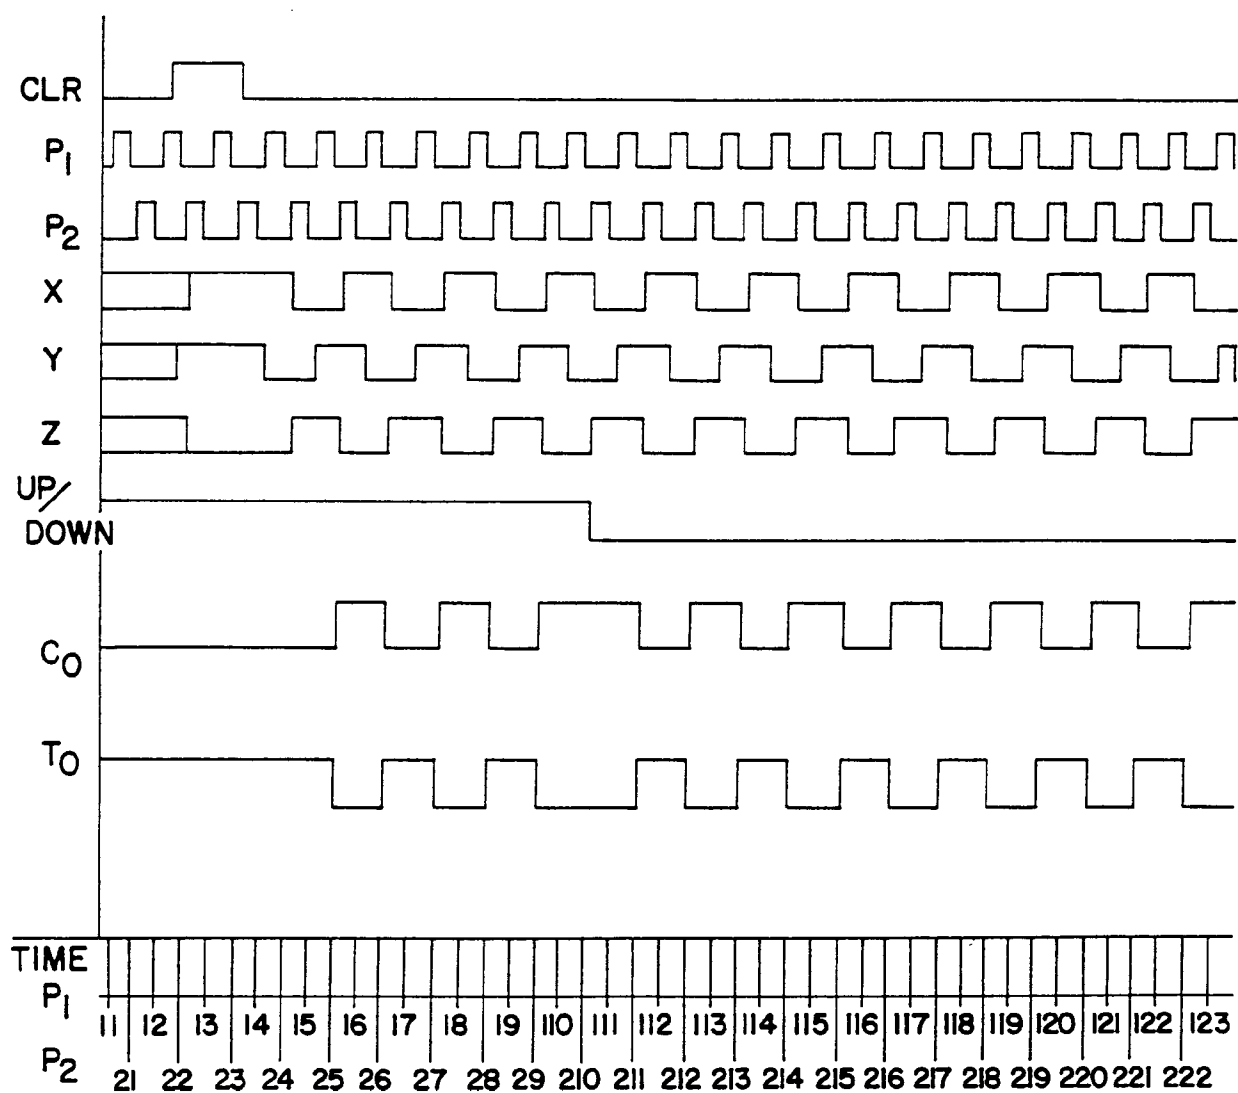 CLR
P1
P2
X
Y
Z
UP/
DOWN
CO
TO
TIME
P1
11 12 13 14 15 16 17 18 19 110 111 112 113 114 115 116 117 118 119 120 121 122 123
P2
21 22 23 24 25 26 27 28 29 210 211 212 213 214 215 216 217 218 219 220 221 222